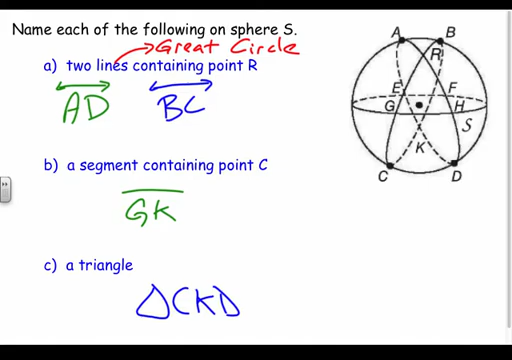 Name each of the following on sphere S.
Great Circle
a) two lines containing point R
AD BC
b) a segment containing point C
GK
c) a triangle
△CKD
A B
R
E F
G H
S
K
C D